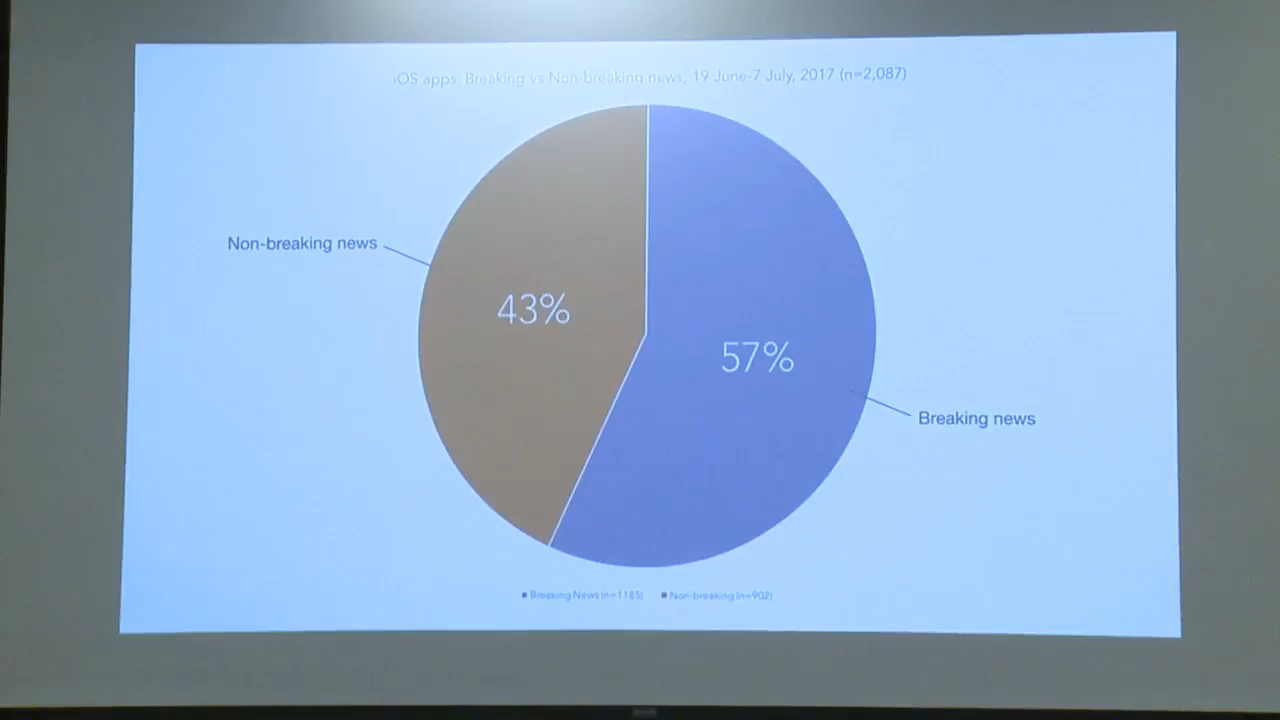 iOS apps: Breaking vs Non-breaking news, 19 June-7 July, 2017 (n=2,087)
Non-breaking news
43%
57%
Breaking news
Breaking News (n=1185) Non-breaking (n=902)